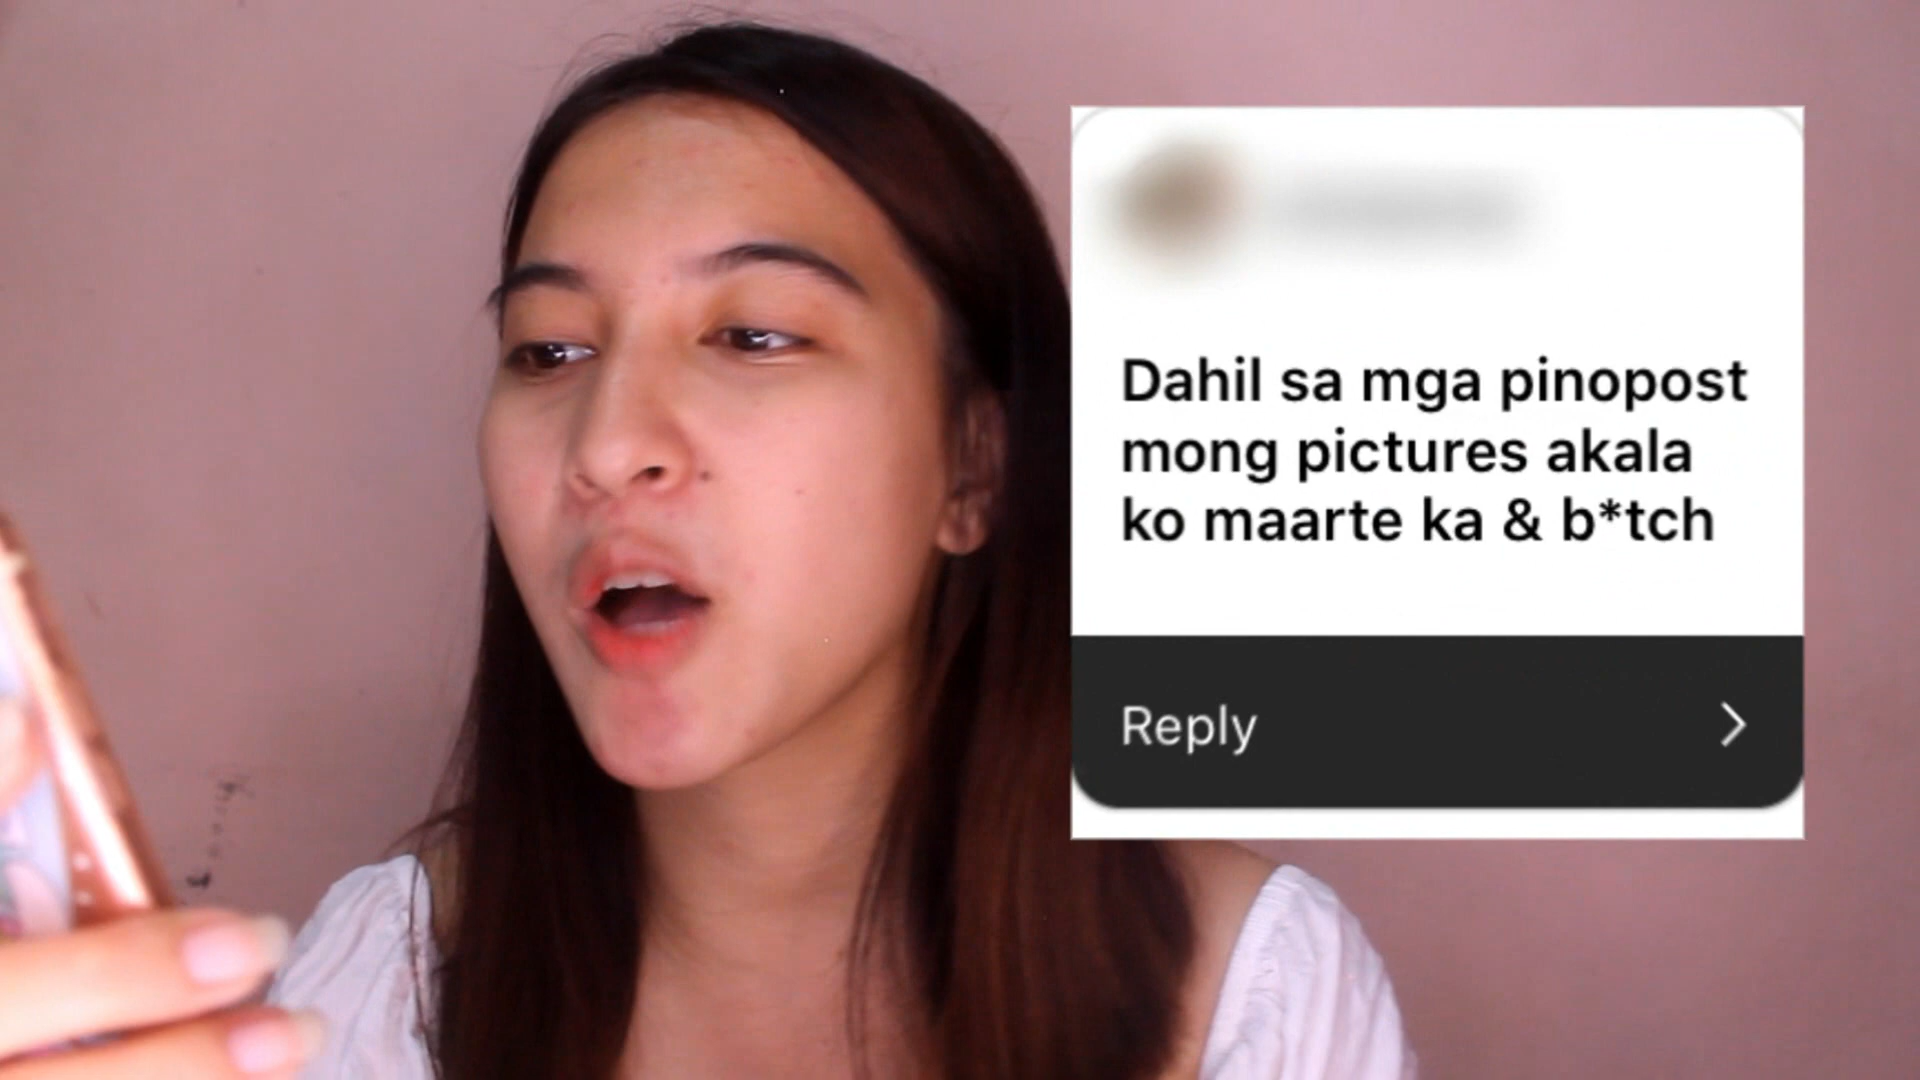 Dahil sa mga pinopost
mong pictures akala
ko maarte ka & b*tch
Reply